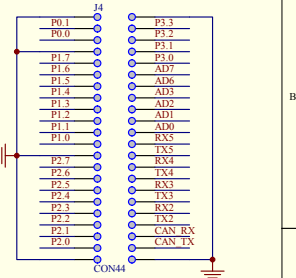 J4
P0.1 P3.3
P0.0 P3.2
P3.1
P1.7 P3.0
P1.6 AD7
P1.5 AD6
P1.4 AD3
P1.3 AD2
P1.2 AD1
P1.1 AD0
P1.0 RX5
TX5
P2.7 RX4
P2.6 TX4
P2.5 RX3
P2.4 TX3
P2.3 RX2
P2.2 TX2
P2.1 CAN_RX
P2.0 CAN_TX
CON44
B